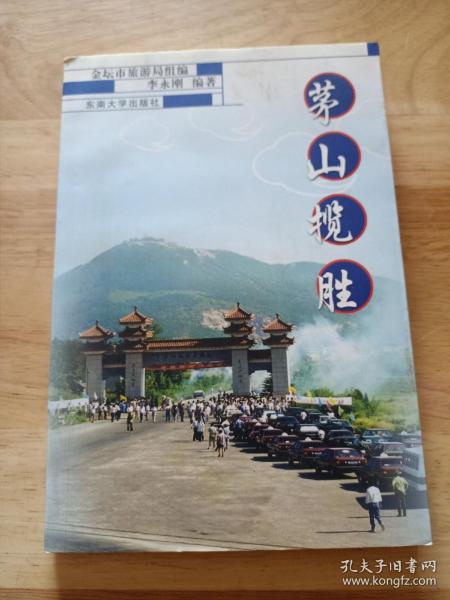 金坛市旅游局组编
李永刚 编著
东南大学出版社
茅山揽胜
孔夫子旧书网
www.kongfz.com